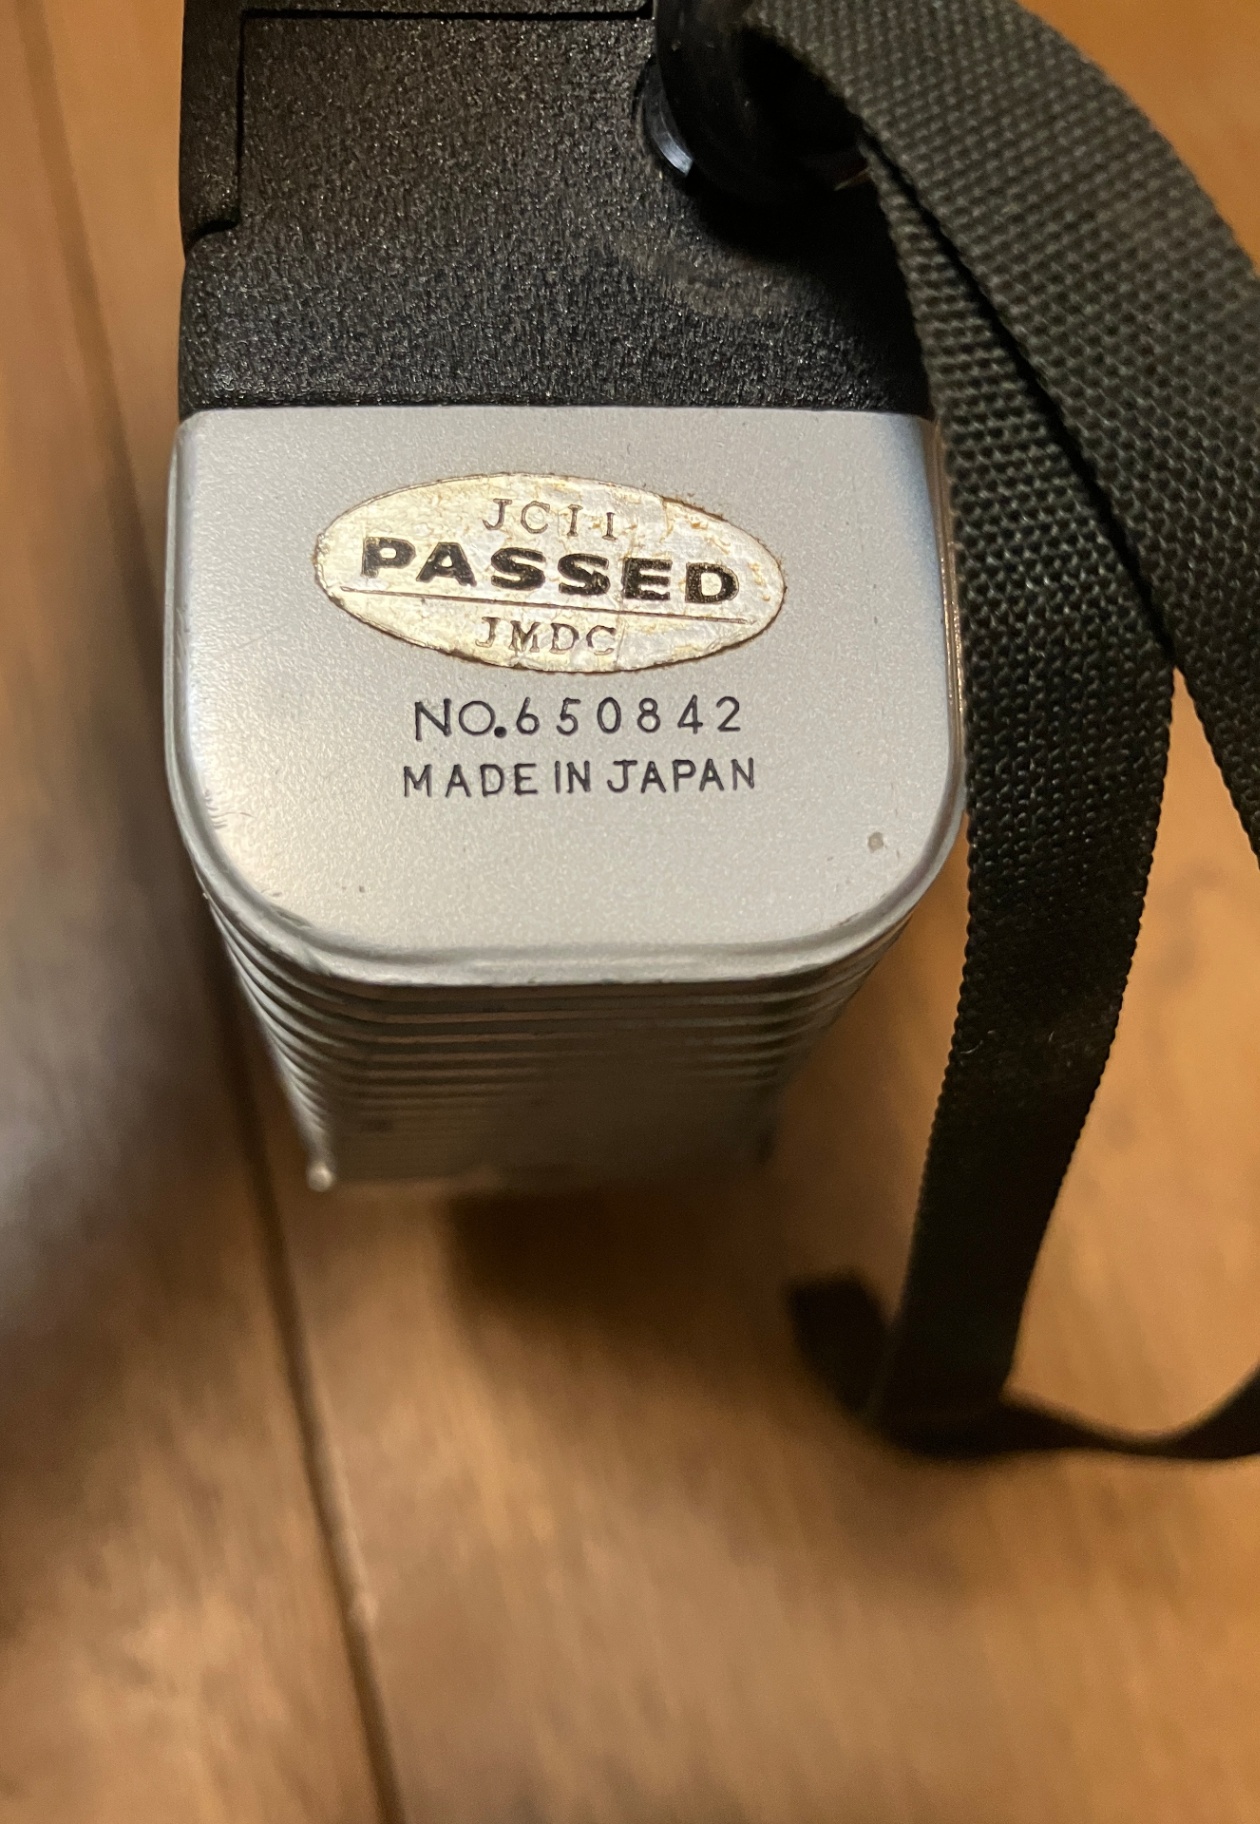 JCII
PASSED
JMDC
NO.650842
MADE IN JAPAN